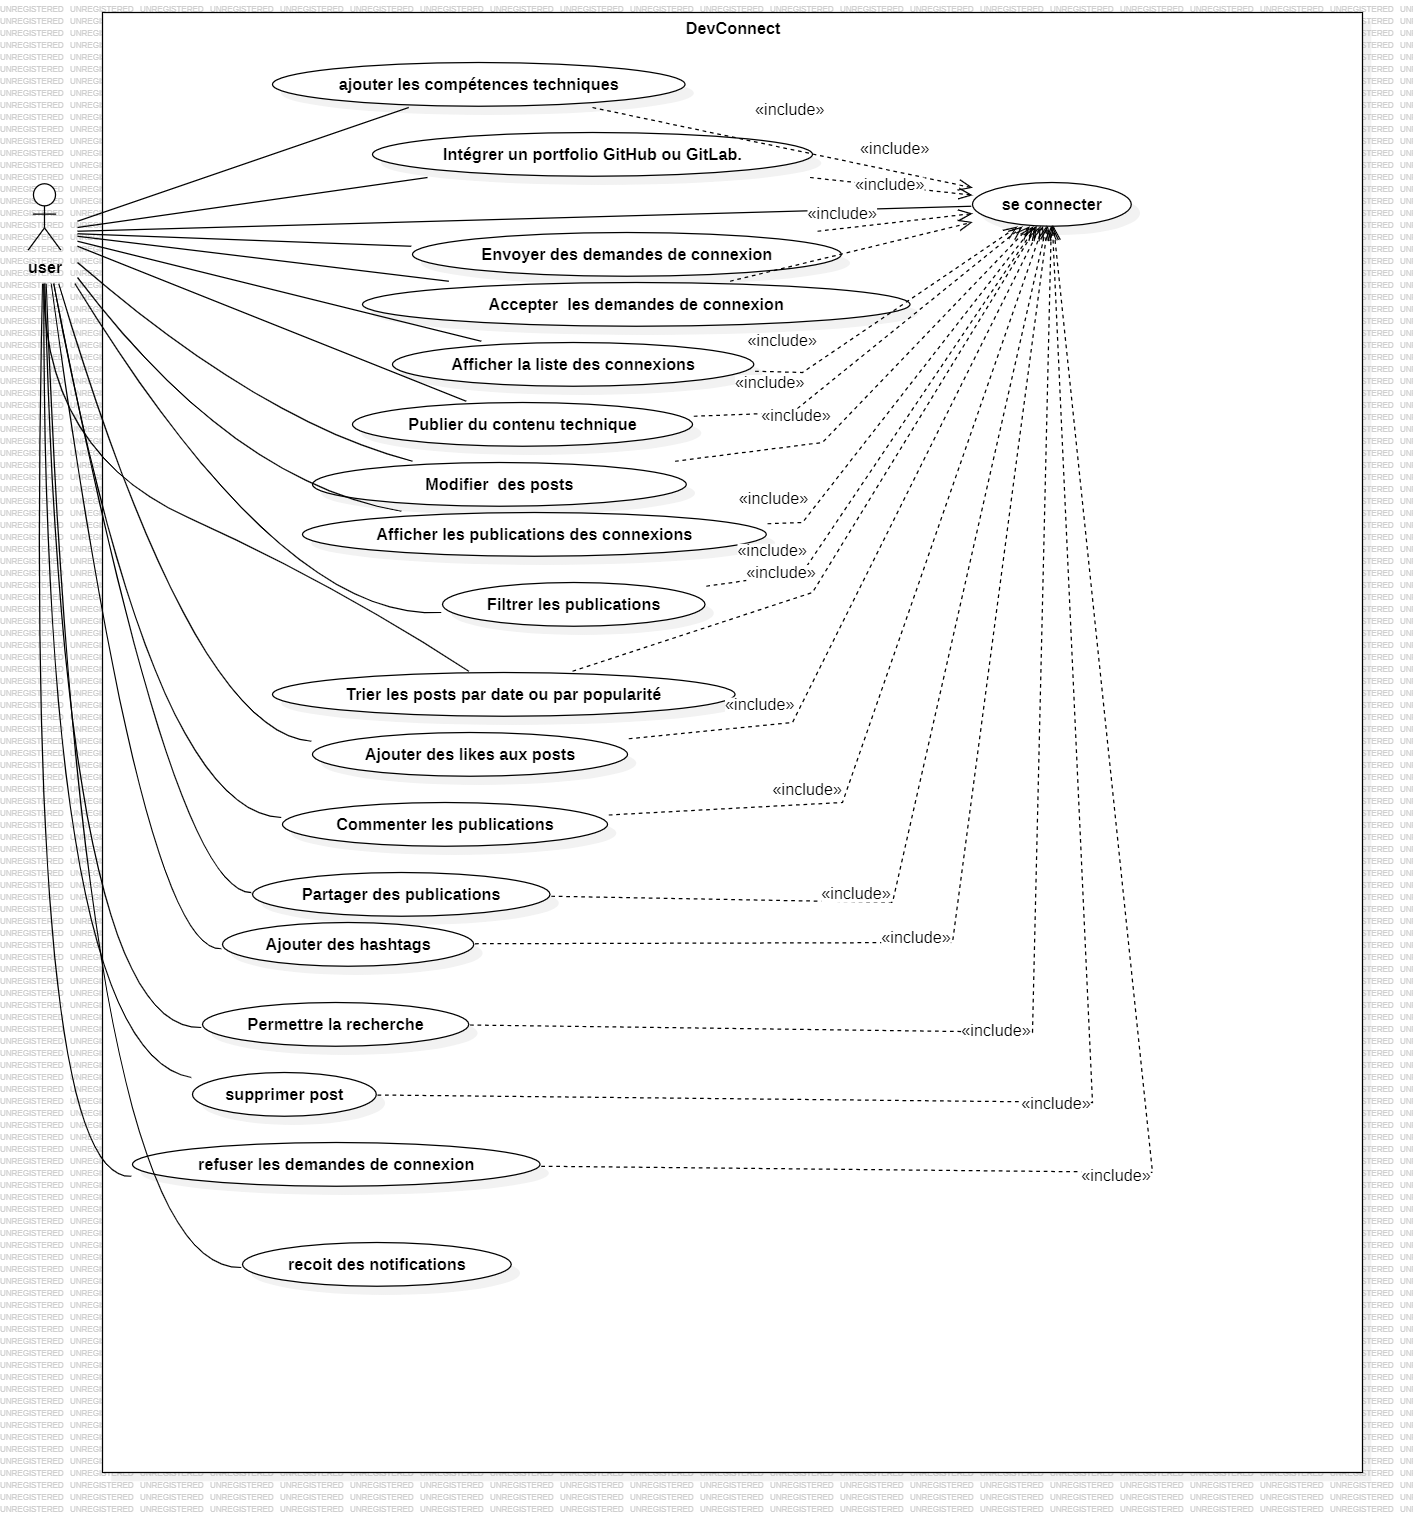 DevConnect
ajouter les compétences techniques
«include»
Intégrer un portfolio GitHub ou GitLab.
«include»
«include»
se connecter
«include»
user
Envoyer des demandes de connexion
Accepter  les demandes de connexion
«include»
Afficher la liste des connexions
«include»
«include»
Publier du contenu technique
Modifier  des posts
«include»
Afficher les publications des connexions
«include»
«include»
Filtrer les publications
Trier les posts par date ou par popularité
«include»
Ajouter des likes aux posts
«include»
Commenter les publications
Partager des publications
«include»
Ajouter des hashtags
«include»
Permettre la recherche
«include»
supprimer post
«include»
refuser les demandes de connexion
«include»
recoit des notifications
UNREGISTERED